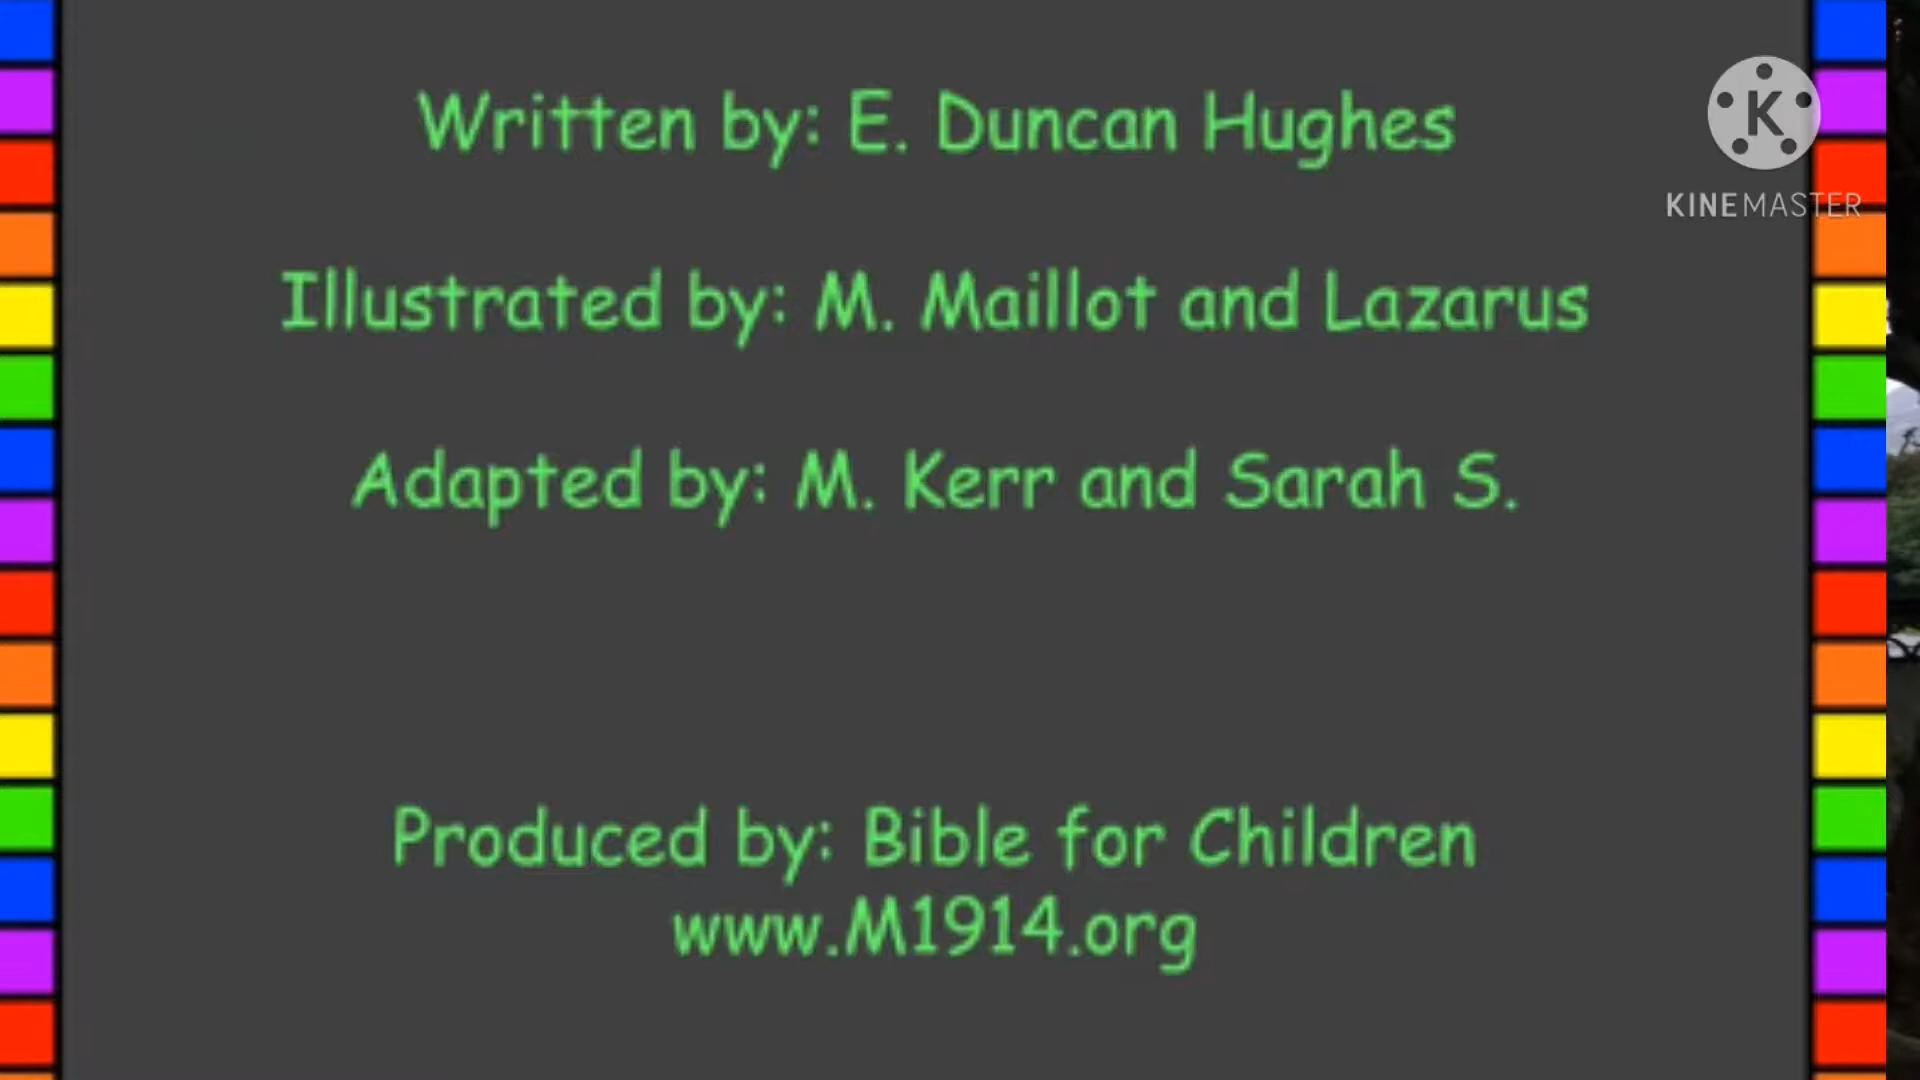 Written by: E. Duncan Hughes
K
KINEMASTER
Illustrated by: M. Maillot and Lazarus
Adapted by: M. Kerr and Sarah S.
Produced by: Bible for Children
www.M1914.org